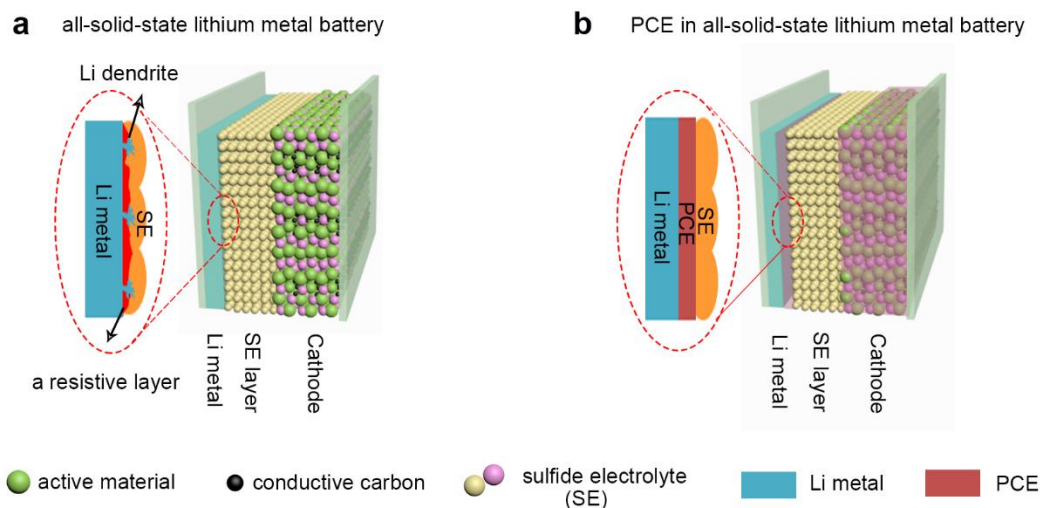 a all-solid-state lithium metal battery
Li dendrite
Li metal
SE
a resistive layer
Li metal
SE layer
Cathode
b PCE in all-solid-state lithium metal battery
Li metal
PCE
SE
Li metal
SE layer
Cathode
active material
conductive carbon
sulfide electrolyte
(SE)
Li metal
PCE